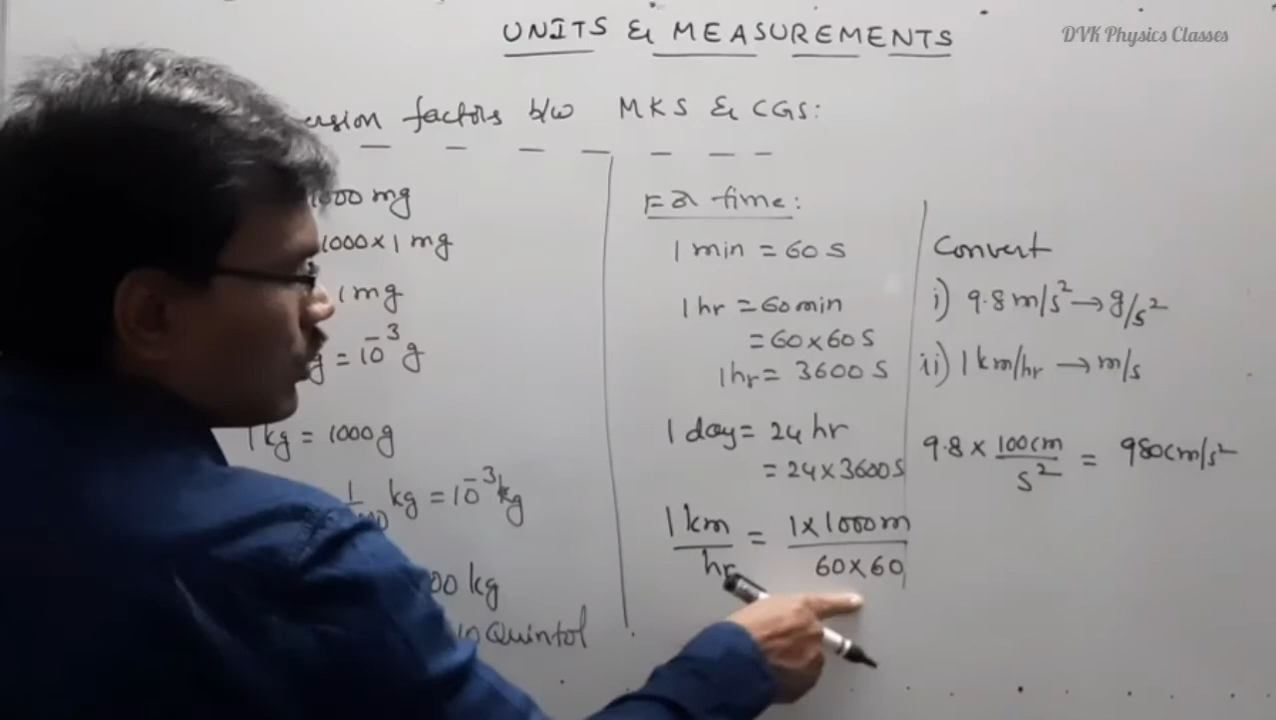 UNITS & MEASUREMENTS
DVK Physics Classes
factors b/w MKS & CGS:
1000 mg
1000 × 1 mg
1 mg
g = 10⁻³ g
1 kg = 1000 g
kg = 10⁻³ kg
00 kg
10 Quintol
For time:
1 min = 60 S
1 hr = 60 min
= 60 × 60 S
1 hr = 3600 S
1 day = 24 hr
= 24 × 3600 S
1 km / hr = 1 × 1000 m / 60 × 60
Convert
i) 9.8 m/s² → g/s²
ii) 1 km/hr → m/s
9.8 × 100 cm / s² = 980 cm/s²